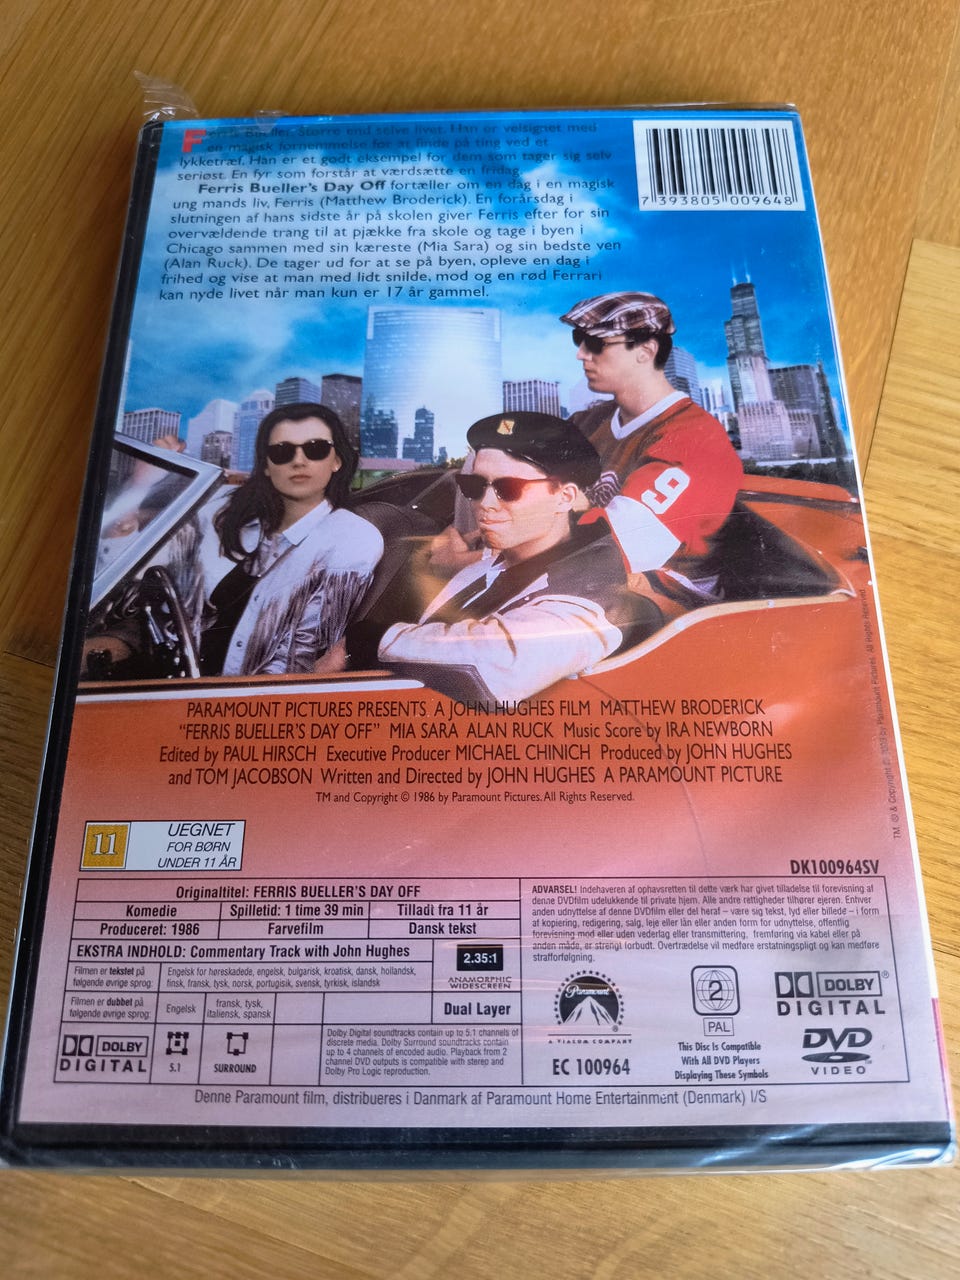 Ferris Bueller. Større end selve livet. Han er velsignet med
en magisk fornemmelse for at finde på ting ved et
lykketræf. Han er et godt eksempel for dem som tager sig selv
seriøst. En fyr som forstår at værdsætte en fridag.
Ferris Bueller's Day Off fortæller om en dag i en magisk
ung mands liv, Ferris (Matthew Broderick). En forårsdag i
slutningen af hans sidste år på skolen giver Ferris efter for sin
overvældende trang til at pjække fra skole og tage i byen i
Chicago sammen med sin kæreste (Mia Sara) og sin bedste ven
(Alan Ruck). De tager ud for at se på byen, opleve en dag i
frihed og vise at man med lidt snilde, mod og en rød Ferrari
kan nyde livet når man kun er 17 år gammel.
7 393805 009648
9
PARAMOUNT PICTURES PRESENTS A JOHN HUGHES FILM MATTHEW BRODERICK
"FERRIS BUELLER'S DAY OFF" MIA SARA ALAN RUCK Music Score by IRA NEWBORN
Edited by PAUL HIRSCH Executive Producer MICHAEL CHINICH Produced by JOHN HUGHES
and TOM JACOBSON Written and Directed by JOHN HUGHES A PARAMOUNT PICTURE
TM and Copyright © 1986 by Paramount Pictures. All Rights Reserved.
by Paramount Pictures. All Rights Reserved.
11
UEGNET
FOR BØRN
UNDER 11 ÅR
DK100964SV
Originaltitel: FERRIS BUELLER'S DAY OFF
Komedie
Spilletid: 1 time 39 min
Tilladt fra 11 år
Produceret: 1986
Farvefilm
Dansk tekst
EKSTRA INDHOLD: Commentary Track with John Hughes
Filmen er tekstet på
følgende øvrige sprog:
Engelsk for høreskadede, engelsk, bulgarisk, kroatisk, dansk, hollandsk,
finsk, fransk, tysk, norsk, portugisisk, svensk, tyrkisk, islandsk
Filmen er dubbet på
følgende øvrige sprog:
Engelsk
fransk, tysk,
italiensk, spansk
2.35:1
ANAMORPHIC
WIDESCREEN
Dual Layer
DOLBY
DIGITAL
5.1
SURROUND
Dolby Digital soundtracks contain up to 5.1 channels of
discrete media. Dolby Surround soundtracks contain
up to 4 channels of encoded audio. Playback from 2
channel DVD outputs is compatible with stereo and
Dolby Pro Logic reproduction.
ADVARSEL! Indehaveren af ophavsretten til dette værk har givet tilladelse til forevisning af
denne DVDfilm udelukkende til private hjem. Alle andre rettigheder tilhører ejeren. Enhver
anden udnyttelse af denne DVDfilm eller del heraf – være sig tekst, lyd eller billede – i form
af kopiering, redigering, salg, leje eller lån eller anden form for udnyttelse, offentlig
forevisning mod eller uden vederlag eller transmittering, fremføring via kabel eller på
anden måde, er strengt forbudt. Overtrædelse vil medføre erstatningspligt og kan medføre
strafforfølgning.
Paramount
®
A VIACOM COMPANY
EC 100964
2
PAL
This Disc Is Compatible
With All DVD Players
Displaying These Symbols
DOLBY ®
DIGITAL
DVD
VIDEO
Denne Paramount film, distribueres i Danmark af Paramount Home Entertainment (Denmark) I/S